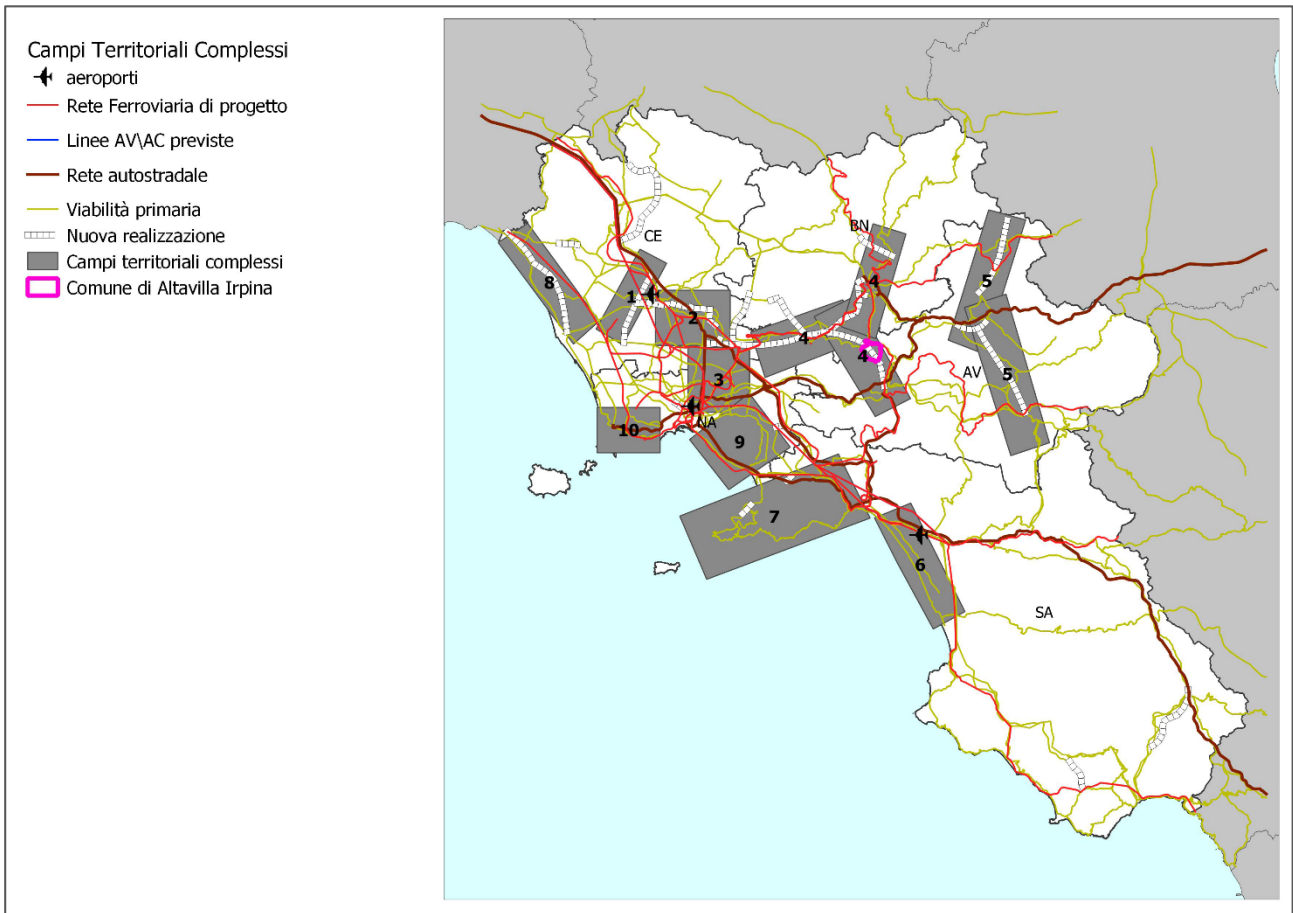 Campi Territoriali Complessi
aeroporti
Rete Ferroviaria di progetto
Linee AV\AC previste
Rete autostradale
Viabilità primaria
Nuova realizzazione
Campi territoriali complessi
Comune di Altavilla Irpina
BN
CE
8
1
2
4
5
4
4
3
AV
5
10
NA
9
7
6
SA